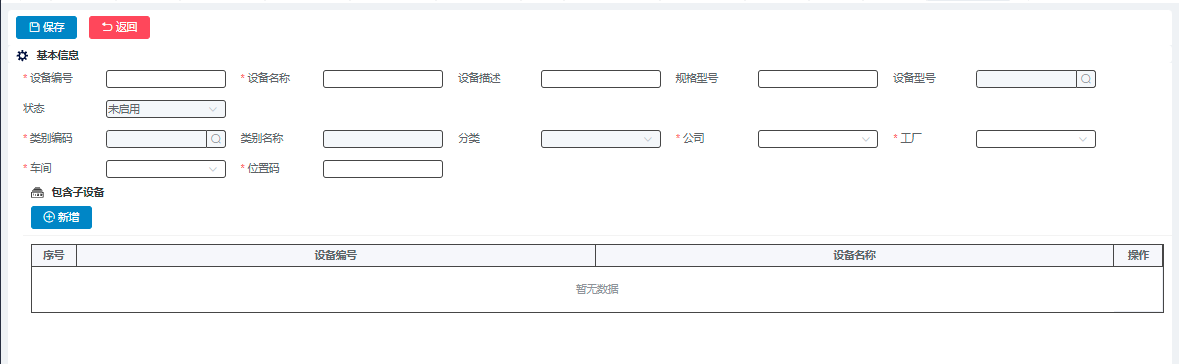 保存 返回
基本信息
* 设备编号 * 设备名称 设备描述 规格型号 设备型号
状态 未启用
* 类别编码 类别名称 分类 * 公司 * 工厂
* 车间 * 位置码
包含子设备
新增
序号 设备编号 设备名称 操作
暂无数据